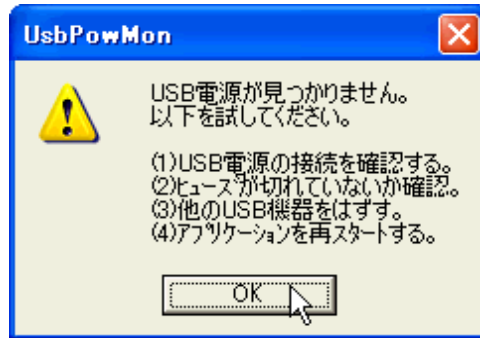 UsbPowMon
USB電源が見つかりません。
以下を試してください。
(1)USB電源の接続を確認する。
(2)ヒューズが切れていないか確認。
(3)他のUSB機器をはずす。
(4)アプリケーションを再スタートする。
OK